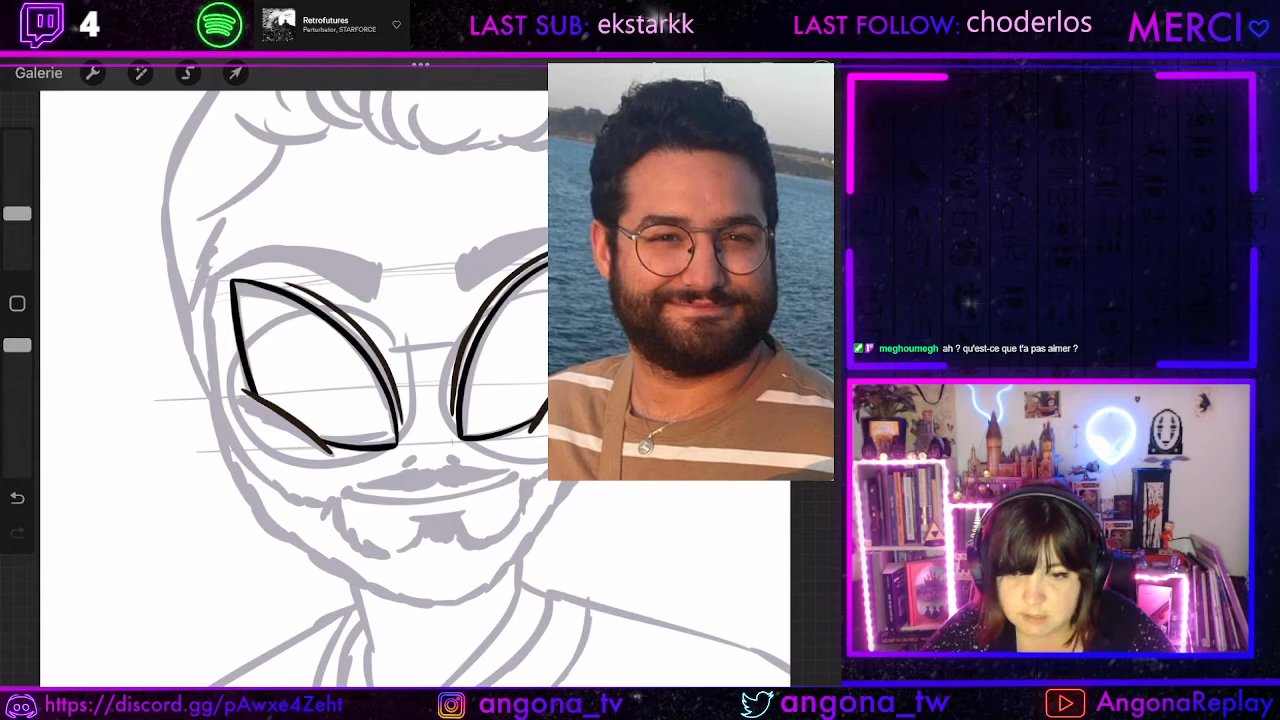 4
Retrofutures
Perturbator, STARFORCE
LAST SUB: ekstarkk
LAST FOLLOW: choderlos
MERCI
Galerie
meghoumegh ah ? qu'est-ce que t'a pas aimer ?
https://discord.gg/pAwxe4Zeht
angona_tv
angona_tw
AngonaReplay